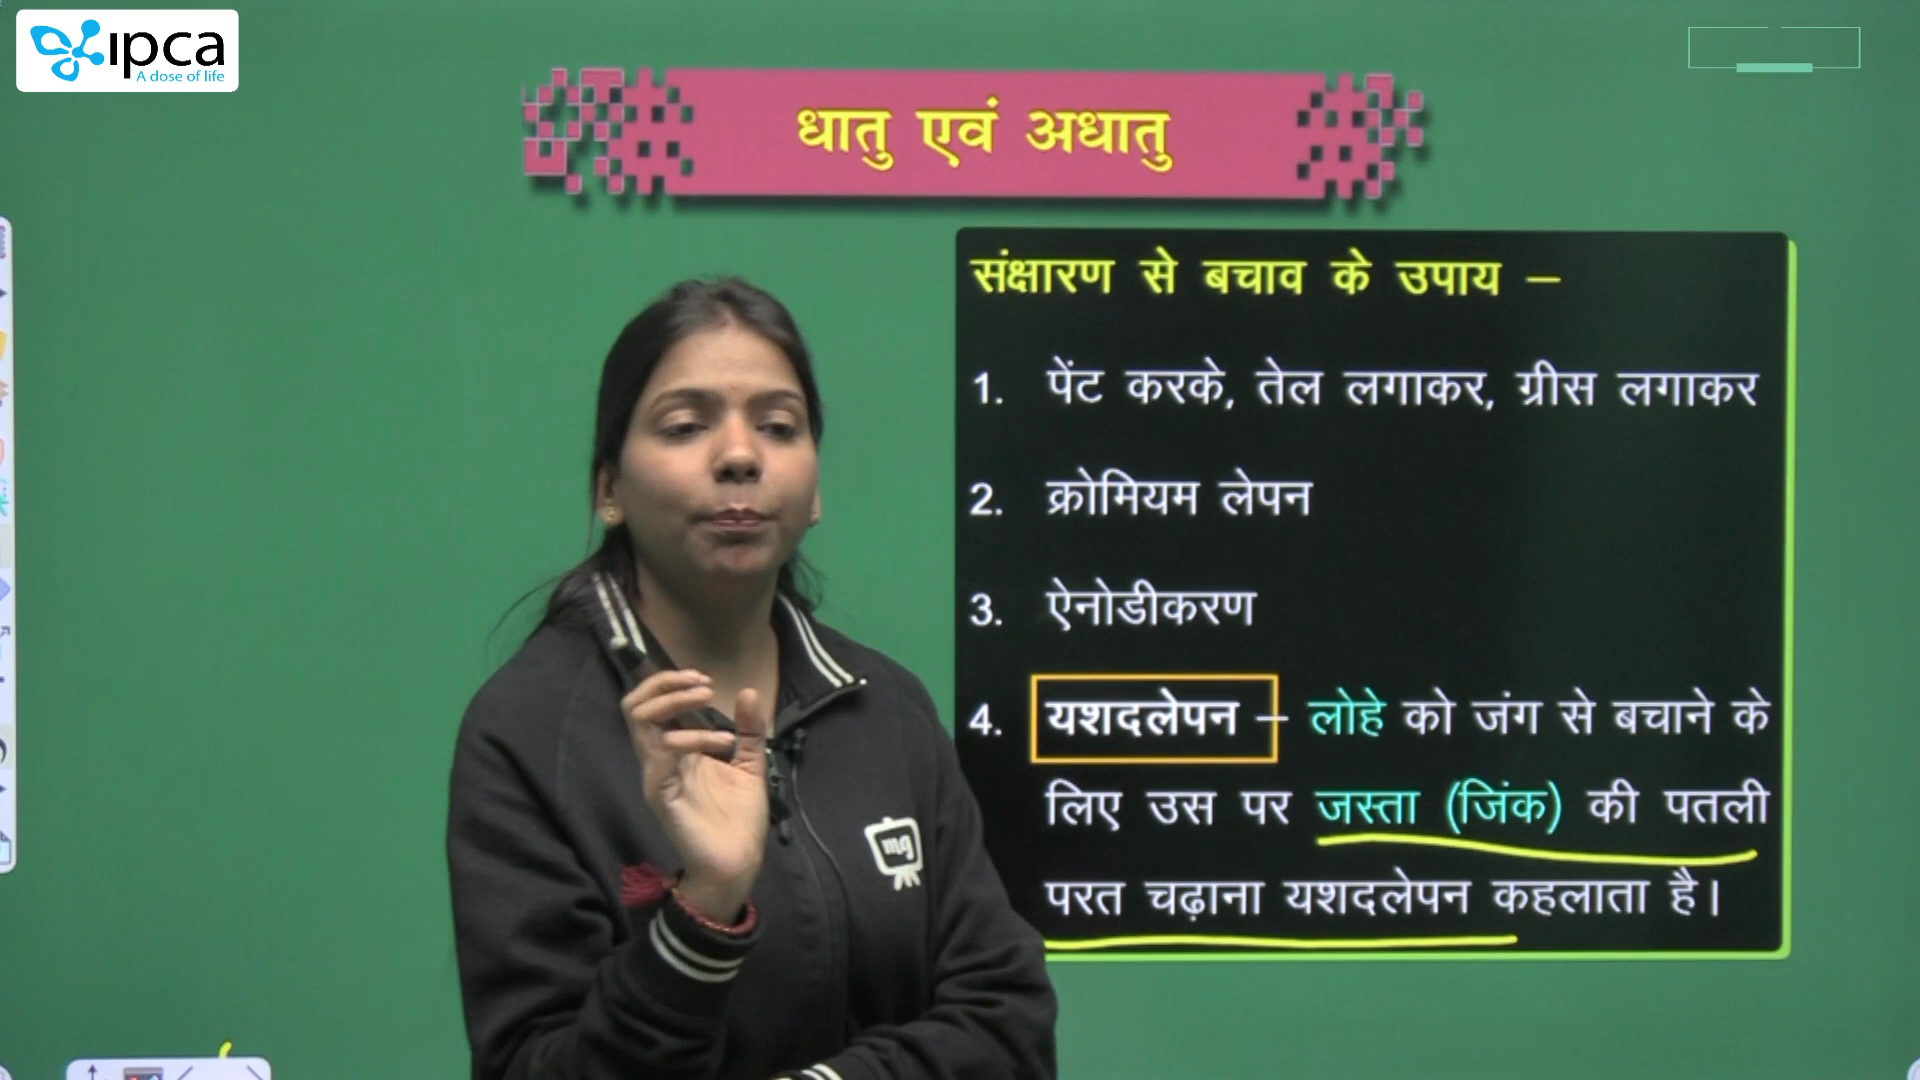 ipca
A dose of life
धातु एवं अधातु
संक्षारण से बचाव के उपाय –
1. पेंट करके, तेल लगाकर, ग्रीस लगाकर
2. क्रोमियम लेपन
3. ऐनोडीकरण
4. यशदलेपन – लोहे को जंग से बचाने के
लिए उस पर जस्ता (जिंक) की पतली
परत चढ़ाना यशदलेपन कहलाता है।
mg